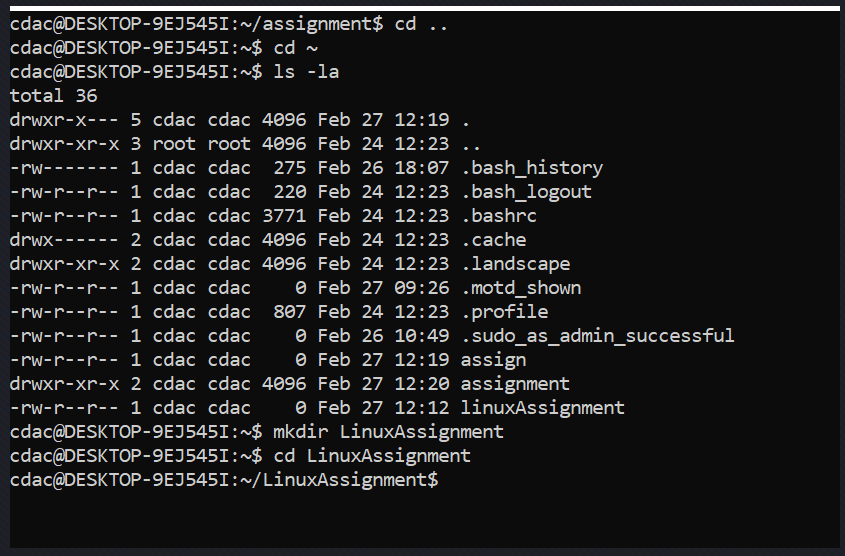 cdac@DESKTOP-9EJ545I:~/assignment$ cd ..
cdac@DESKTOP-9EJ545I:~$ cd ~
cdac@DESKTOP-9EJ545I:~$ ls -la
total 36
drwxr-x--- 5 cdac cdac 4096 Feb 27 12:19 .
drwxr-xr-x 3 root root 4096 Feb 24 12:23 ..
-rw------- 1 cdac cdac  275 Feb 26 18:07 .bash_history
-rw-r--r-- 1 cdac cdac  220 Feb 24 12:23 .bash_logout
-rw-r--r-- 1 cdac cdac 3771 Feb 24 12:23 .bashrc
drwx------ 2 cdac cdac 4096 Feb 24 12:23 .cache
drwxr-xr-x 2 cdac cdac 4096 Feb 24 12:23 .landscape
-rw-r--r-- 1 cdac cdac    0 Feb 27 09:26 .motd_shown
-rw-r--r-- 1 cdac cdac  807 Feb 24 12:23 .profile
-rw-r--r-- 1 cdac cdac    0 Feb 26 10:49 .sudo_as_admin_successful
-rw-r--r-- 1 cdac cdac    0 Feb 27 12:19 assign
drwxr-xr-x 2 cdac cdac 4096 Feb 27 12:20 assignment
-rw-r--r-- 1 cdac cdac    0 Feb 27 12:12 linuxAssignment
cdac@DESKTOP-9EJ545I:~$ mkdir LinuxAssignment
cdac@DESKTOP-9EJ545I:~$ cd LinuxAssignment
cdac@DESKTOP-9EJ545I:~/LinuxAssignment$